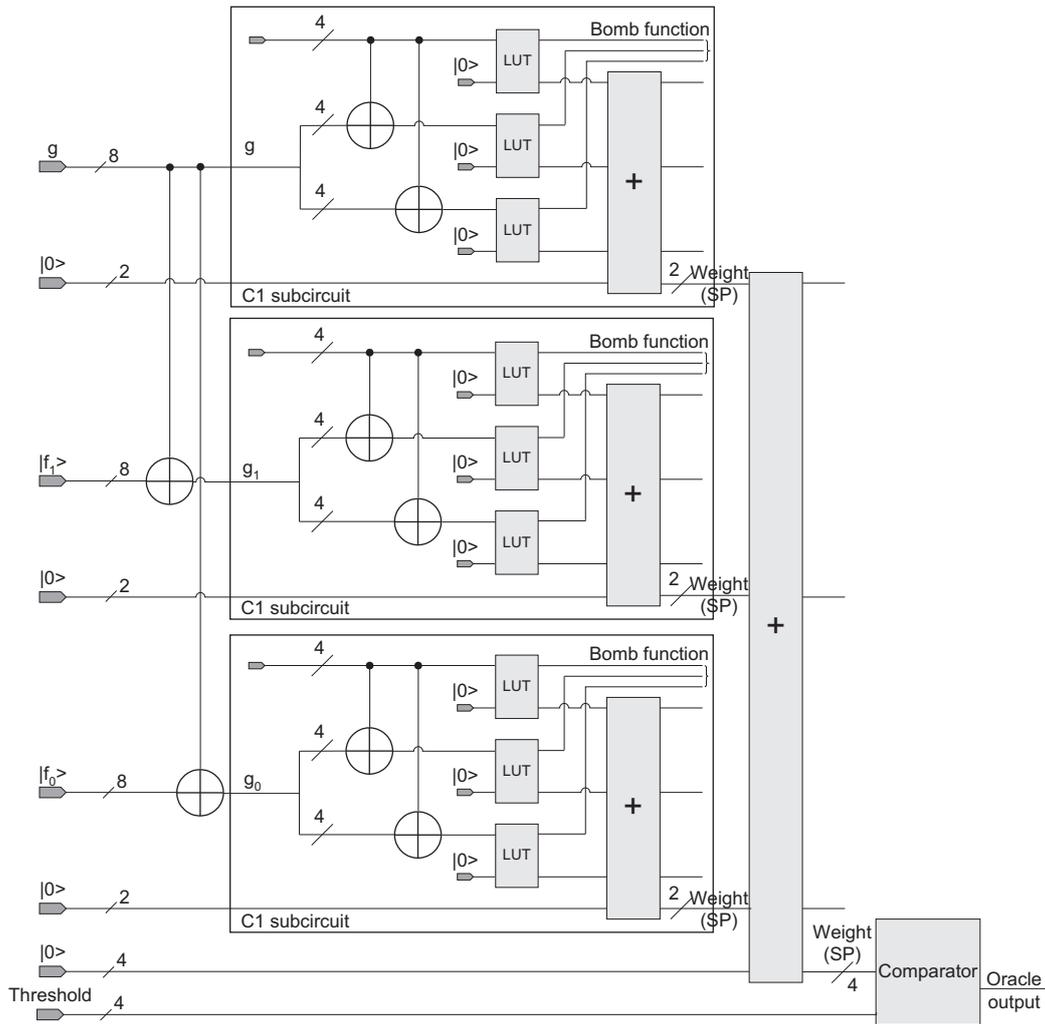 4
Bomb function
LUT
|0>
4
LUT
g
8
g
|0>
+
4
LUT
|0>
|0>
2
2
Weight
(SP)
C1 subcircuit
4
Bomb function
LUT
|0>
4
LUT
|f1>
8
g1
|0>
+
4
LUT
|0>
|0>
2
2
Weight
(SP)
C1 subcircuit
+
4
Bomb function
LUT
|0>
4
LUT
|f0>
8
g0
|0>
+
4
LUT
|0>
|0>
2
2
Weight
(SP)
C1 subcircuit
|0>
4
Weight
(SP)
4
Comparator
Oracle
output
Threshold
4